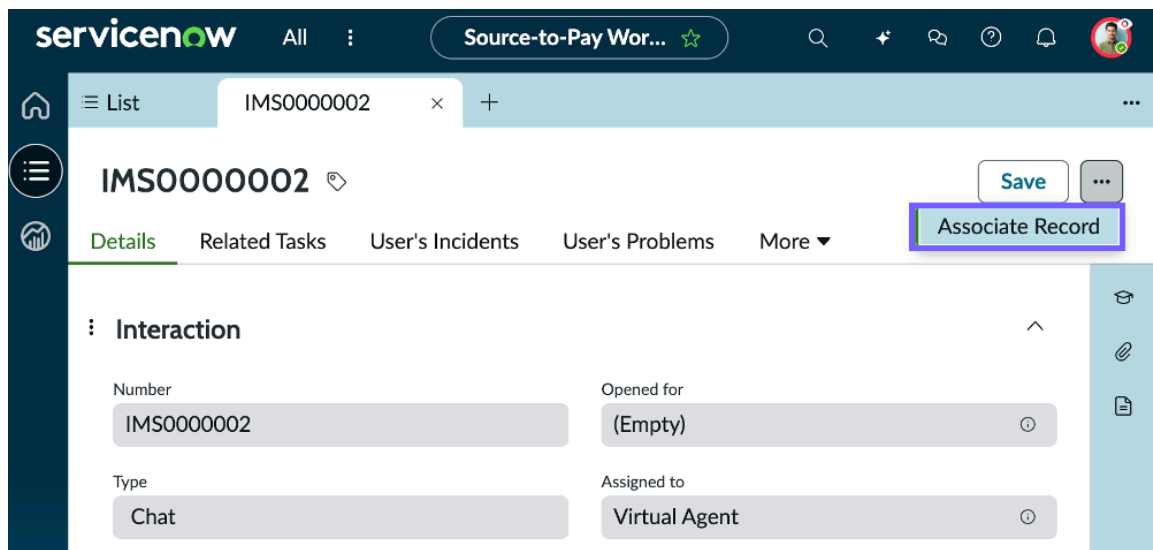 servicenow All Source-to-Pay Wor...
List IMS0000002
IMS0000002 Save
Associate Record
Details Related Tasks User's Incidents User's Problems More
Interaction
Number Opened for
IMS0000002 (Empty)
Type Assigned to
Chat Virtual Agent